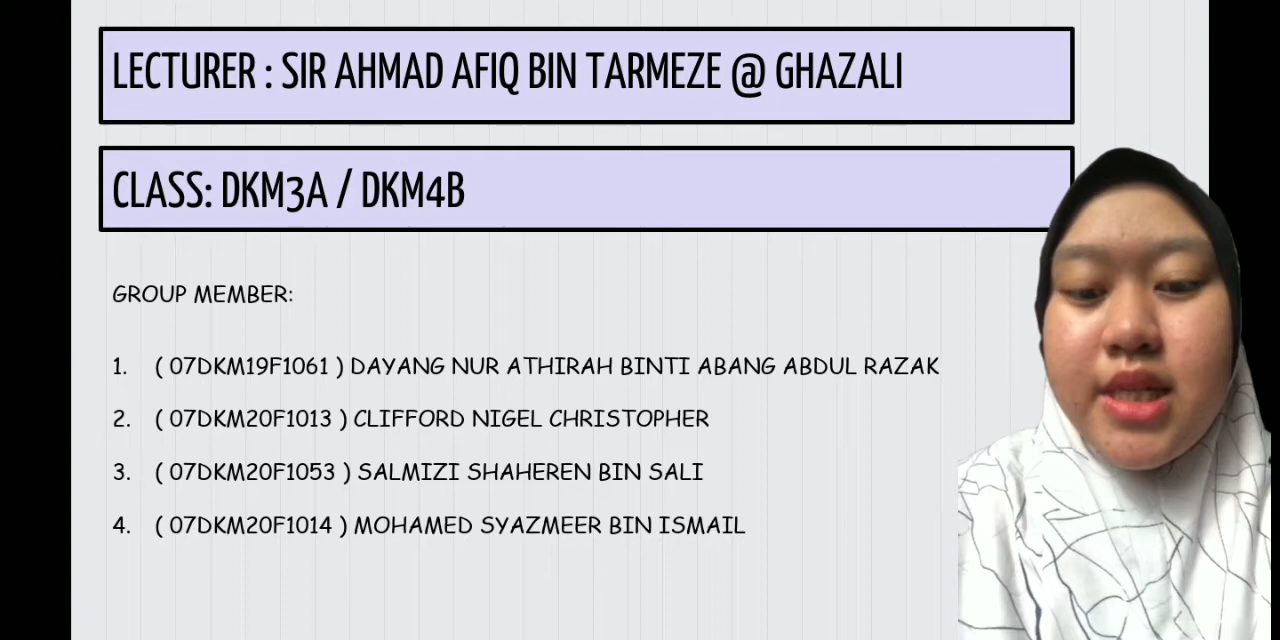 LECTURER : SIR AHMAD AFIQ BIN TARMEZE @ GHAZALI
CLASS: DKM3A / DKM4B
GROUP MEMBER:
1. ( 07DKM19F1061 ) DAYANG NUR ATHIRAH BINTI ABANG ABDUL RAZAK
2. ( 07DKM20F1013 ) CLIFFORD NIGEL CHRISTOPHER
3. ( 07DKM20F1053 ) SALMIZI SHAHEREN BIN SALI
4. ( 07DKM20F1014 ) MOHAMED SYAZMEER BIN ISMAIL